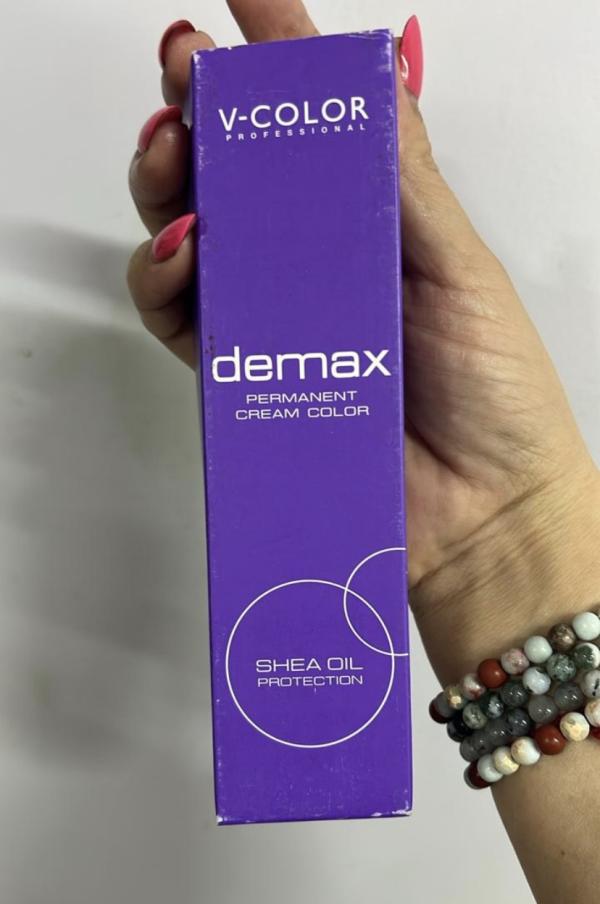 V-COLOR
PROFESSIONAL
demax
PERMANENT
CREAM COLOR
SHEA OIL
PROTECTION